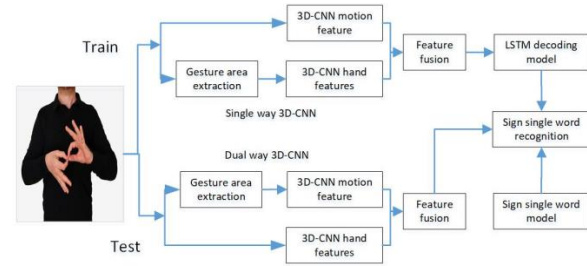 Train
3D-CNN motion
feature
Gesture area
extraction
3D-CNN hand
features
Feature
fusion
LSTM decoding
model
Single way 3D-CNN
Sign single word
recognition
Dual way 3D-CNN
Gesture area
extraction
3D-CNN motion
feature
Feature
fusion
Sign single word
model
3D-CNN hand
features
Test